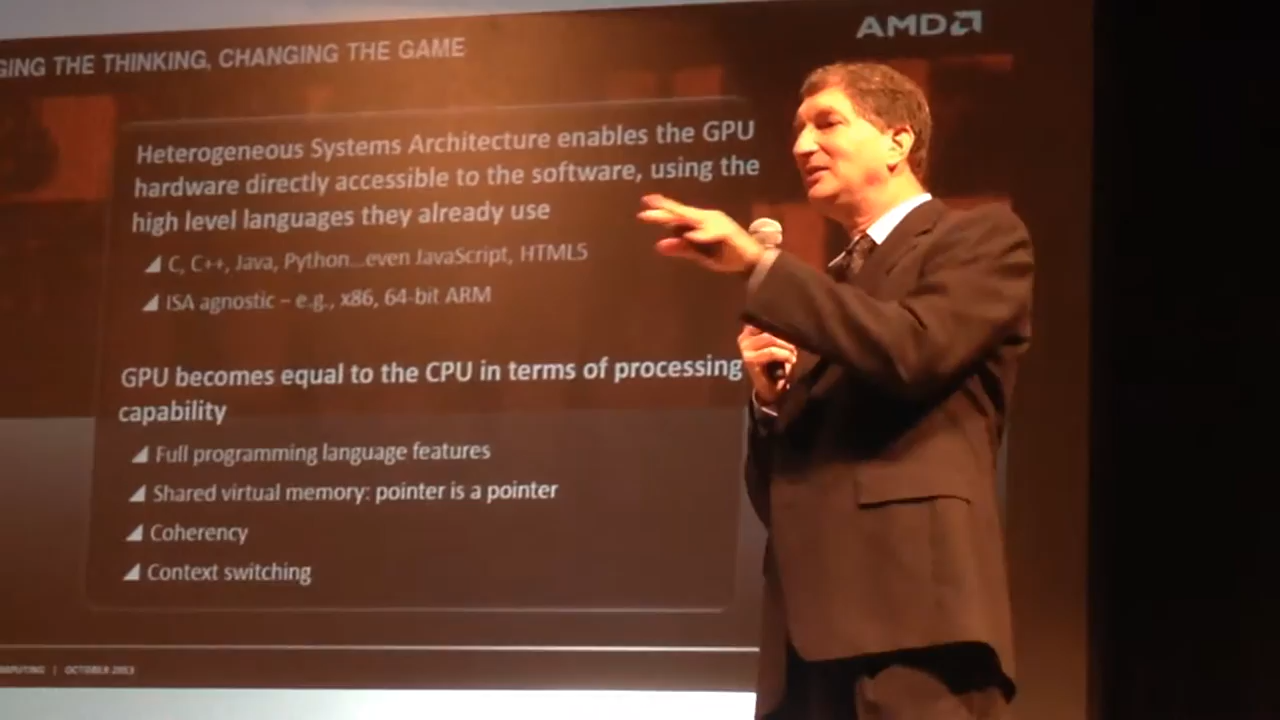 GING THE THINKING, CHANGING THE GAME
AMD
Heterogeneous Systems Architecture enables the GPU
hardware directly accessible to the software, using the
high level languages they already use
C, C++, Java, Python...even JavaScript, HTML5
ISA agnostic – e.g., x86, 64-bit ARM
GPU becomes equal to the CPU in terms of processing
capability
Full programming language features
Shared virtual memory: pointer is a pointer
Coherency
Context switching
| OCTOBER 2013